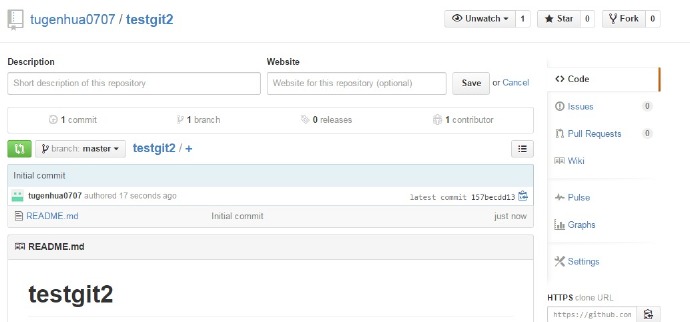 tugenhua0707 / testgit2
Unwatch 1 Star 0 Fork 0
Description
Website
Short description of this repository
Website for this repository (optional)
Save or Cancel
1 commit
1 branch
0 releases
1 contributor
branch: master
testgit2 / +
Initial commit
tugenhua0707 authored 17 seconds ago
latest commit 157becdd13
README.md Initial commit just now
README.md
testgit2
Code
Issues 0
Pull Requests 0
Wiki
Pulse
Graphs
Settings
HTTPS clone URL
https://github.con